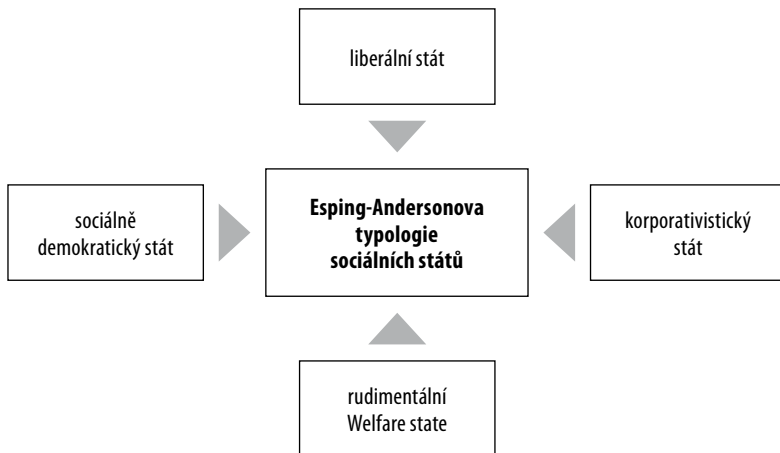 liberální stát
sociálně
demokratický stát
Esping-Andersonova
typologie
sociálních států
korporativistický
stát
rudimentální
Welfare state